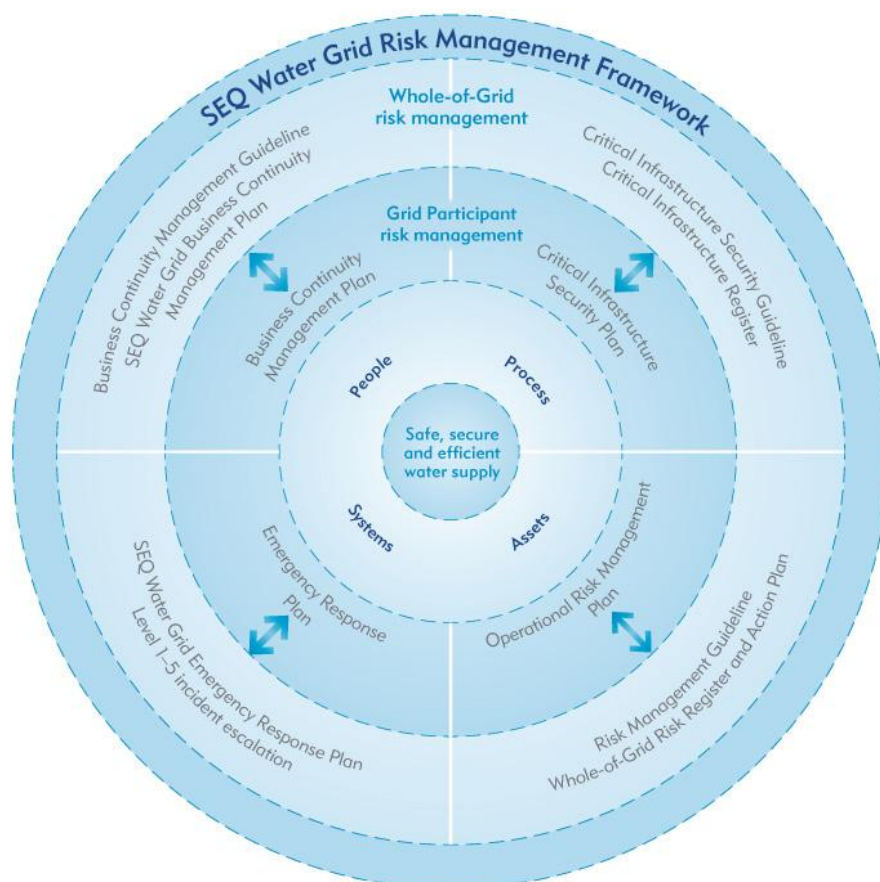 SEQ Water Grid Risk Management Framework
Whole-of-Grid
risk management
Business Continuity Management Guideline
SEQ Water Grid Business Continuity
Management Plan
Critical Infrastructure Security Guideline
Critical Infrastructure Register
Grid Participant
risk management
Business Continuity
Management Plan
Critical Infrastructure
Security Plan
People
Process
Safe, secure
and efficient
water supply
Systems
Assets
Emergency Response
Plan
Operational Risk Management
Plan
SEQ Water Grid Emergency Response Plan
Level 1–5 incident escalation
Risk Management Guideline
Whole-of-Grid Risk Register and Action Plan